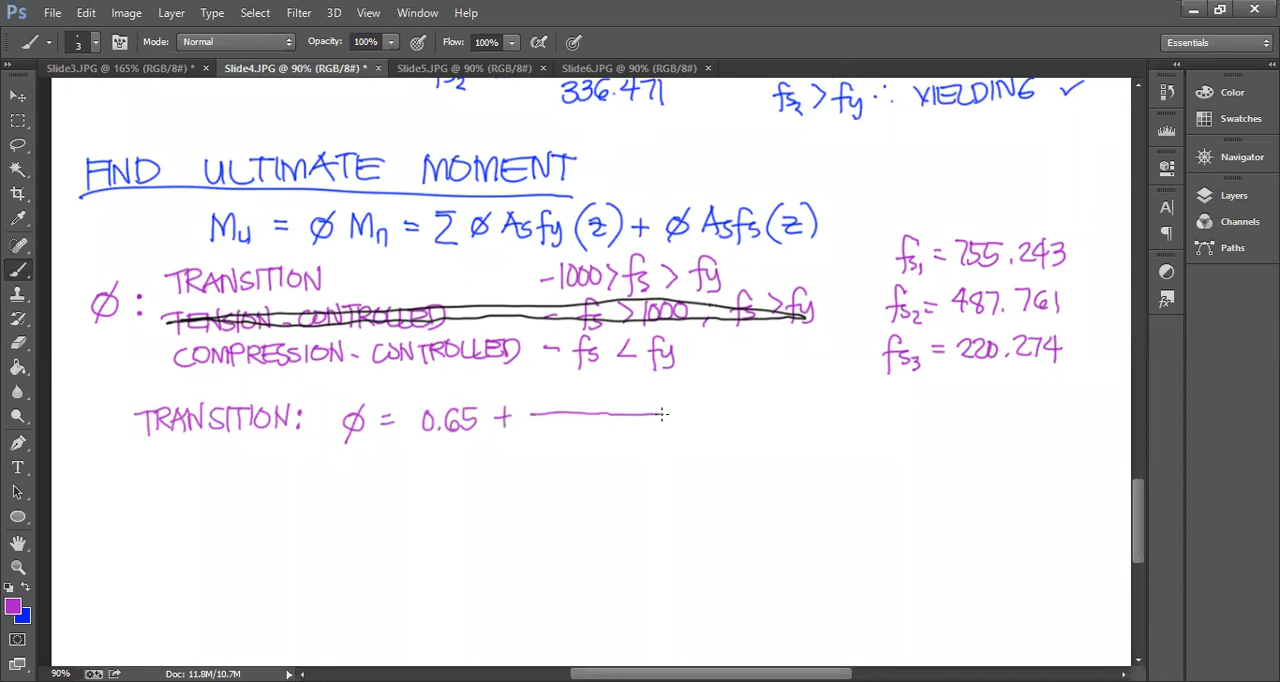 Ps File Edit Image Layer Type Select Filter 3D View Window Help
3 Mode: Normal Opacity: 100% Flow: 100% Essentials
Slide3.JPG @ 165% (RGB/8#) * × Slide4.JPG @ 90% (RGB/8#) * × Slide5.JPG @ 90% (RGB/8#) × Slide6.JPG @ 90% (RGB/8#) ×
fs2 336.471 fs2 > fy ∴ YIELDING ✓
FIND ULTIMATE MOMENT
Mu = ø Mn = Σ ø Asfy (z) + ø Asfs (z)
ø :
TRANSITION -1000 > fs > fy
TENSION - CONTROLLED - fs > 1000 , fs > fy
COMPRESSION - CONTROLLED - fs < fy
fs1 = 755.243
fs2 = 487.761
fs3 = 220.274
TRANSITION: ø = 0.65 +
Color
Swatches
Navigator
Layers
Channels
Paths
90% Doc: 11.8M/10.7M